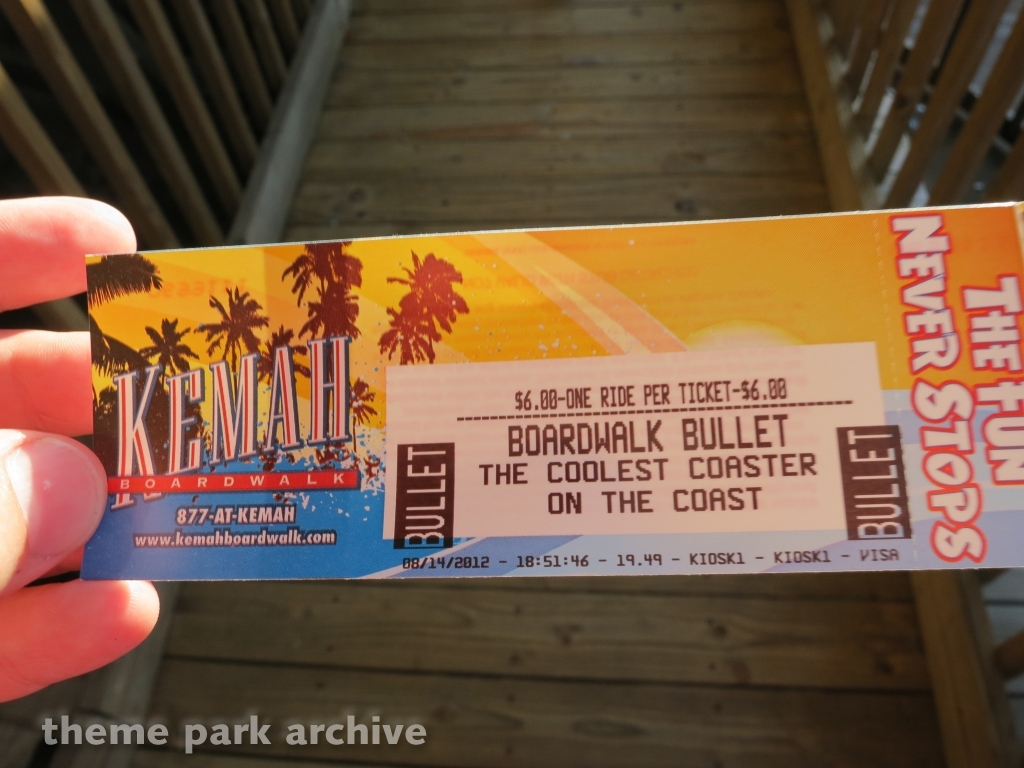 KEMAH
BOARDWALK
877-AT-KEMAH
www.kemahboardwalk.com
$6.00-ONE RIDE PER TICKET-$6.00
BOARDWALK BULLET
THE COOLEST COASTER
ON THE COAST
BULLET
BULLET
08/14/2012 - 18:51:46 - 19.49 - KIOSK1 - KIOSK1 - VISA
THE FUN
NEVER STOPS
theme park archive